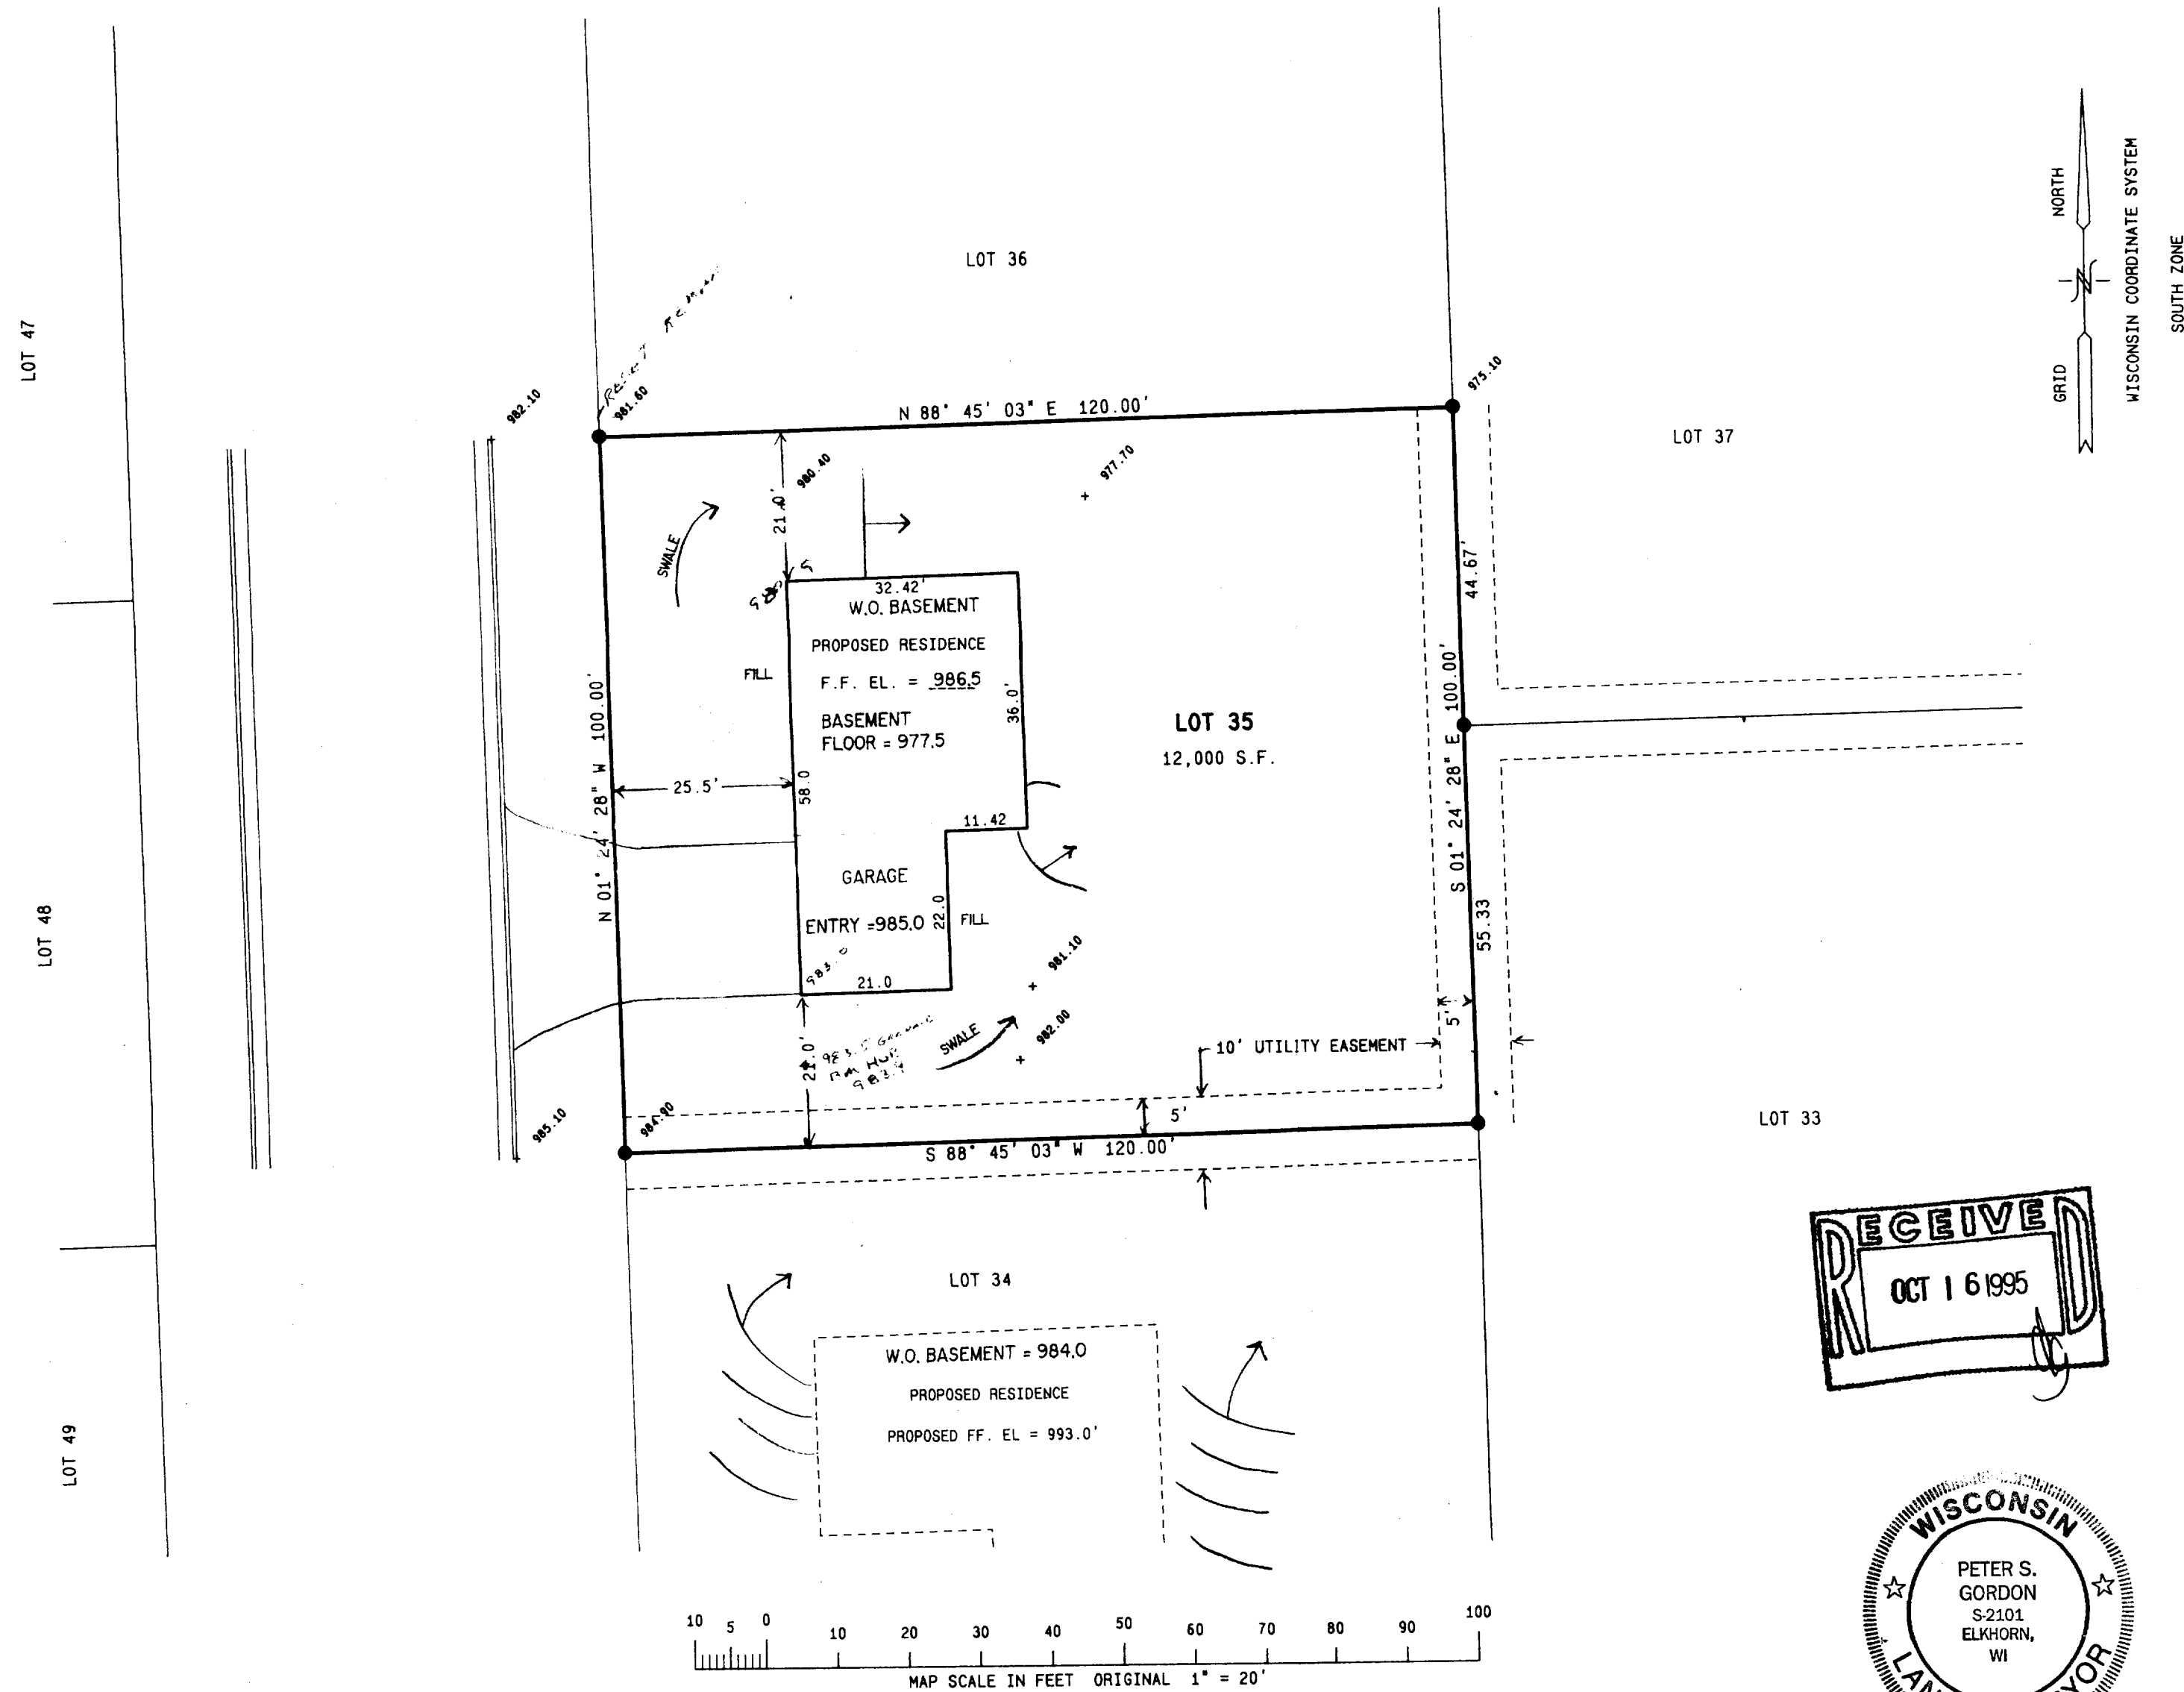 LOT 47
LOT 48
LOT 49
LOT 36
LOT 37
GRID NORTH
WISCONSIN COORDINATE SYSTEM
SOUTH ZONE
982.10
981.60
975.10
N 88° 45' 03" E 120.00'
980.40
977.70
21.0'
SWALE
32.42'
W.O. BASEMENT
PROPOSED RESIDENCE
F.F. EL. = 986.5
BASEMENT
FLOOR = 977.5
FILL
36.0'
58.0
25.5'
N 01° 24' 28" W 100.00'
LOT 35
12,000 S.F.
44.67'
S 01° 24' 28" E 100.00'
55.33
11.42
GARAGE
ENTRY =985.0
22.0
FILL
983.0
21.0
981.10
982.00
SWALE
21.0'
983.5
5'
10' UTILITY EASEMENT
985.10
984.90
5'
S 88° 45' 03" W 120.00'
LOT 33
LOT 34
W.O. BASEMENT = 984.0
PROPOSED RESIDENCE
PROPOSED FF. EL = 993.0'
RECEIVED
OCT 16 1995
WISCONSIN
PETER S.
GORDON
S-2101
ELKHORN,
WI
10 5 0 10 20 30 40 50 60 70 80 90 100
MAP SCALE IN FEET ORIGINAL 1" = 20'